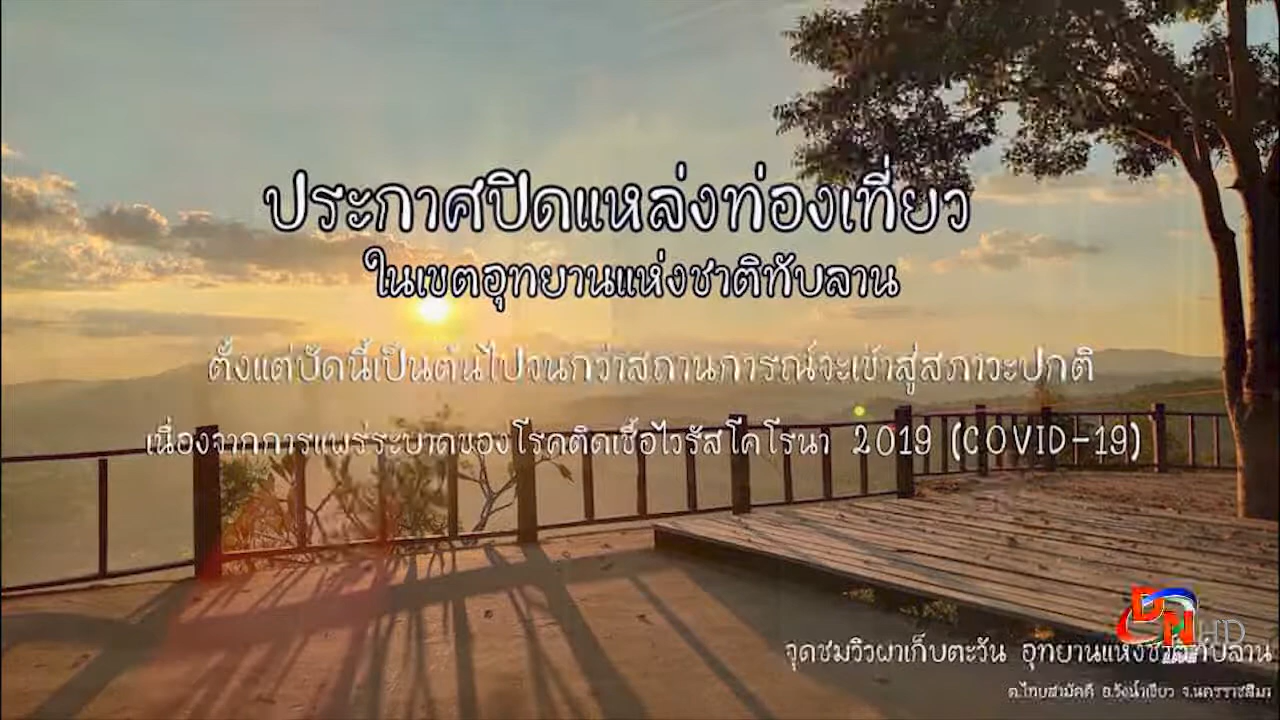 ประกาศปิดแหล่งท่องเที่ยว
ในเขตอุทยานแห่งชาติทับลาน
ตั้งแต่บัดนี้เป็นต้นไปจนกว่าสถานการณ์จะเข้าสู่สภาวะปกติ
เนื่องจากการแพร่ระบาดของโรคติดเชื้อไวรัสโคโรนา 2019 (COVID-19)
DN HD
จุดชมวิวผาเก็บตะวัน อุทยานแห่งชาติทับลาน
ต.ไทยสามัคคี อ.วังน้ำเขียว จ.นครราชสีมา